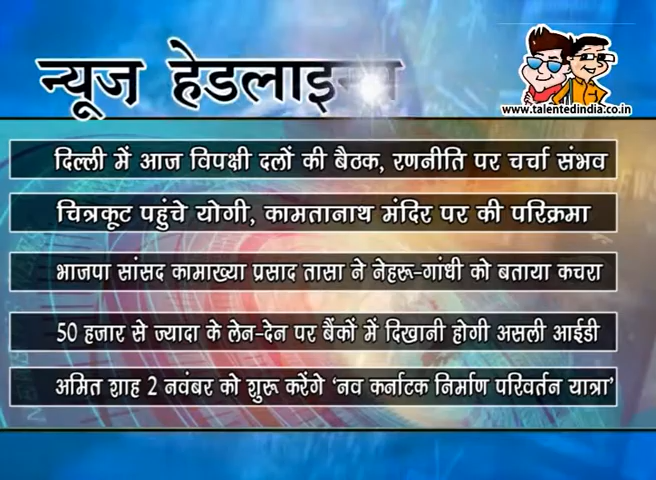 न्यूज़ हेडलाइन्स
www.talentedindia.co.in
दिल्ली में आज विपक्षी दलों की बैठक, रणनीति पर चर्चा संभव
चित्रकूट पहुंचे योगी, कामतानाथ मंदिर पर की परिक्रमा
भाजपा सांसद कामाख्या प्रसाद तासा ने नेहरू-गांधी को बताया कचरा
50 हजार से ज्यादा के लेन-देन पर बैंकों में दिखानी होगी असली आईडी
अमित शाह 2 नवंबर को शुरू करेंगे 'नव कर्नाटक निर्माण परिवर्तन यात्रा'